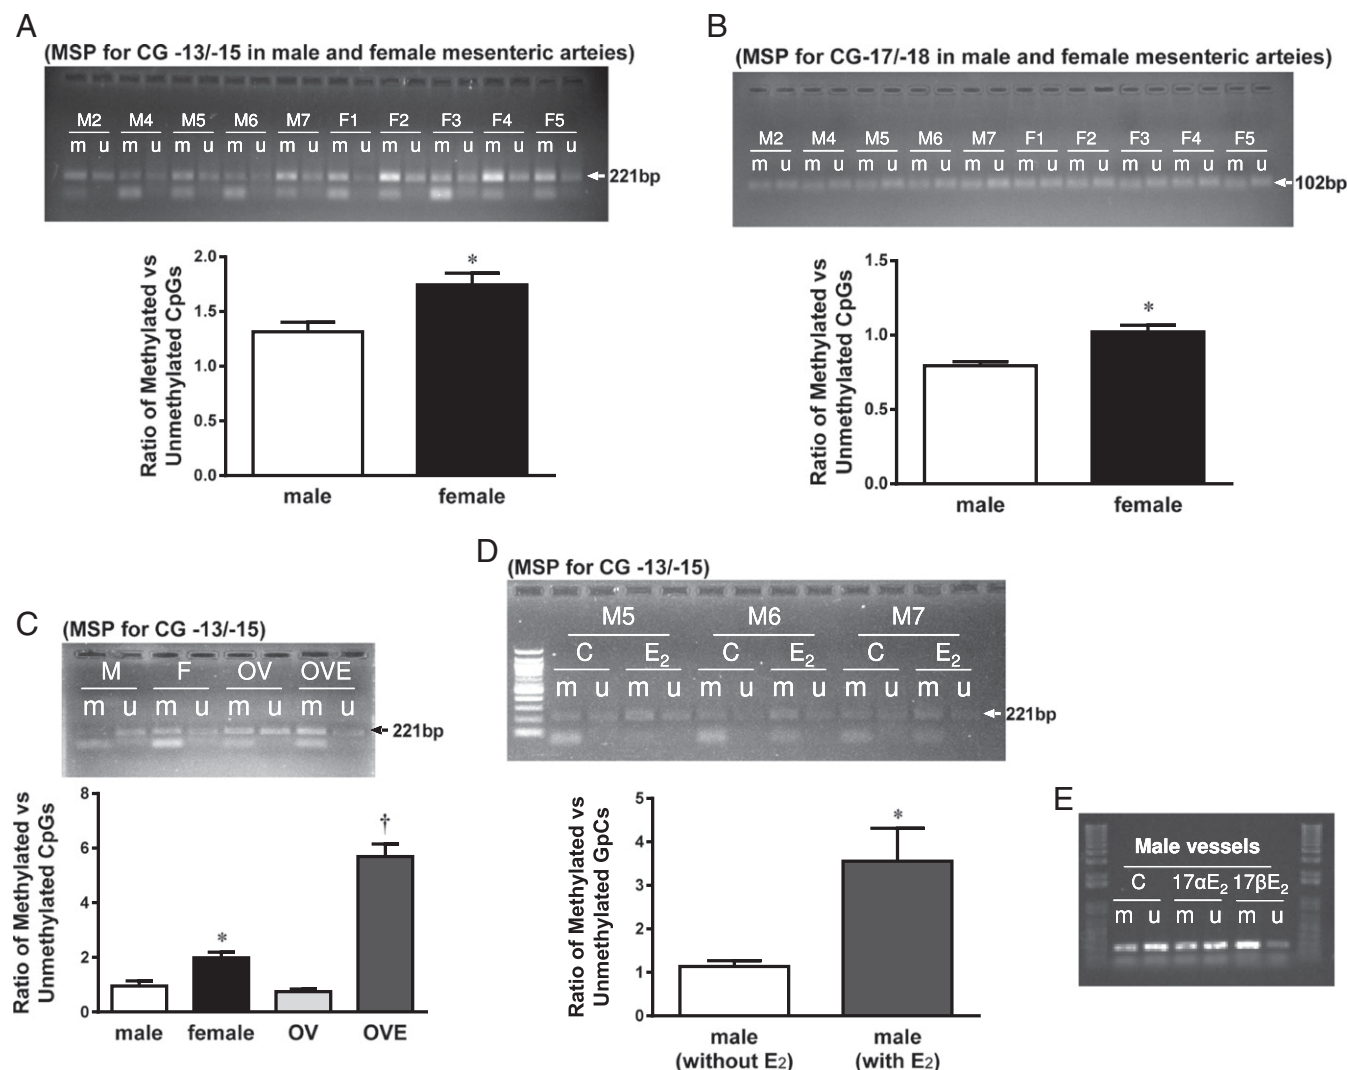 A
(MSP for CG -13/-15 in male and female mesenteric arteies)
M2 M4 M5 M6 M7 F1 F2 F3 F4 F5
m u m u m u m u m u m u m u m u m u m u
221bp
Ratio of Methylated vs
Unmethylated CpGs
2.0
1.5
1.0
0.5
0.0
*
male female
B
(MSP for CG-17/-18 in male and female mesenteric arteies)
M2 M4 M5 M6 M7 F1 F2 F3 F4 F5
m u m u m u m u m u m u m u m u m u m u
102bp
Ratio of Methylated vs
Unmethylated CpGs
1.5
1.0
0.5
0.0
*
male female
C
(MSP for CG -13/-15)
M F OV OVE
m u m u m u m u
221bp
Ratio of Methylated vs
Unmethylated CpGs
8
6
4
2
0
*
†
male female OV OVE
D
(MSP for CG -13/-15)
M5 M6 M7
C E₂ C E₂ C E₂
m u m u m u m u m u m u
221bp
Ratio of Methylated vs
Unmethylated GpCs
5
4
3
2
1
0
*
male male
(without E₂) (with E₂)
E
Male vessels
C 17αE₂ 17βE₂
m u m u m u